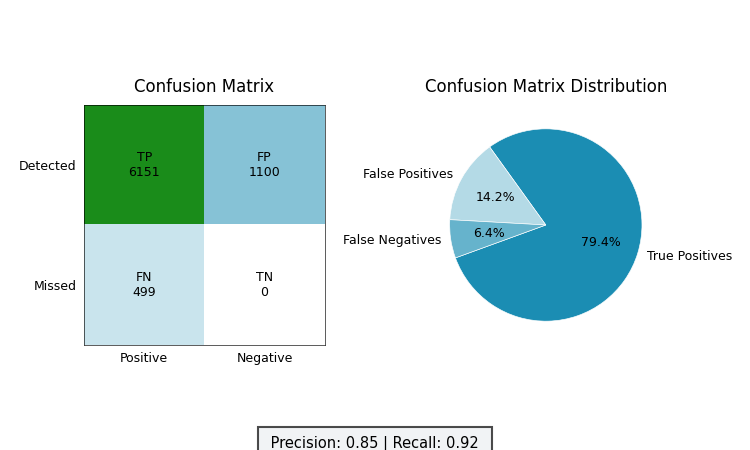 Confusion Matrix
Detected
TP
6151
FP
1100
Missed
FN
499
TN
0
Positive
Negative
Confusion Matrix Distribution
False Positives
14.2%
False Negatives
6.4%
79.4%
True Positives
Precision: 0.85 | Recall: 0.92